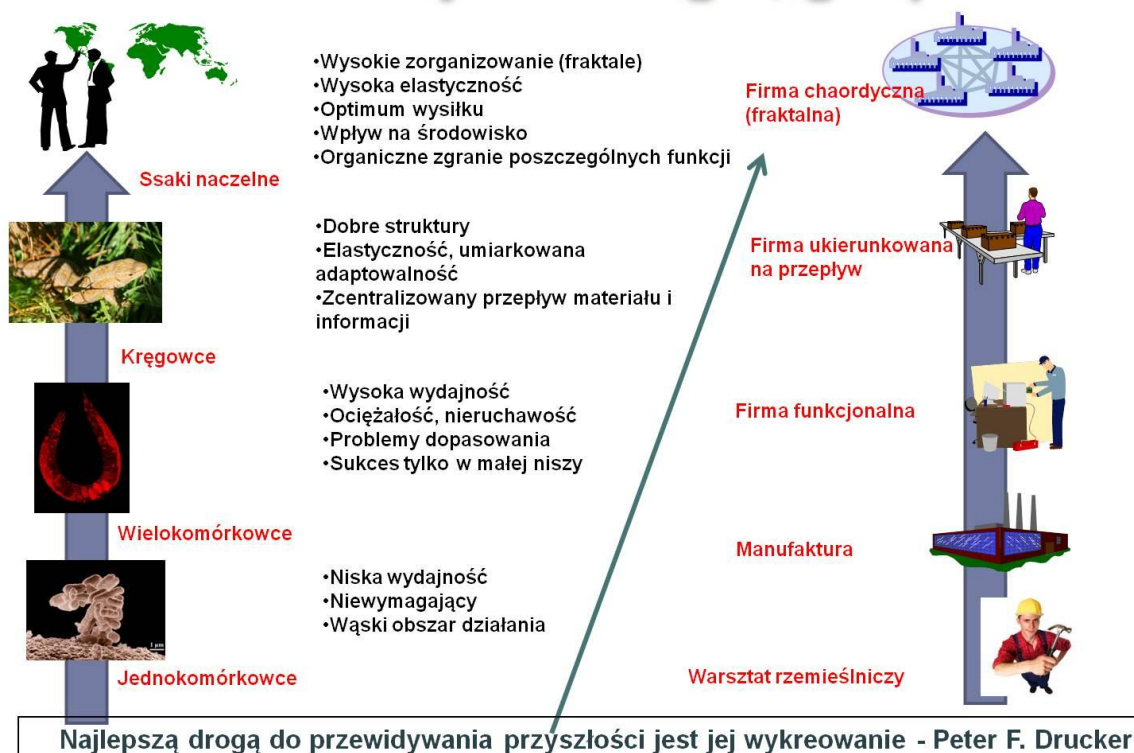 •Wysokie zorganizowanie (fraktale)
•Wysoka elastyczność
•Optimum wysiłku
•Wpływ na środowisko
•Organiczne zgranie poszczególnych funkcji
Firma chaordyczna
(fraktalna)
Ssaki naczelne
•Dobre struktury
•Elastyczność, umiarkowana
adaptowalność
•Zcentralizowany przepływ materiału i
informacji
Firma ukierunkowana
na przepływ
Kręgowce
•Wysoka wydajność
•Ociężałość, nieruchawość
•Problemy dopasowania
•Sukces tylko w małej niszy
Firma funkcjonalna
Wielokomórkowce
Manufaktura
•Niska wydajność
•Niewymagający
•Wąski obszar działania
1 µm
Jednokomórkowce
Warsztat rzemieślniczy
Najlepszą drogą do przewidywania przyszłości jest jej wykreowanie - Peter F. Drucker